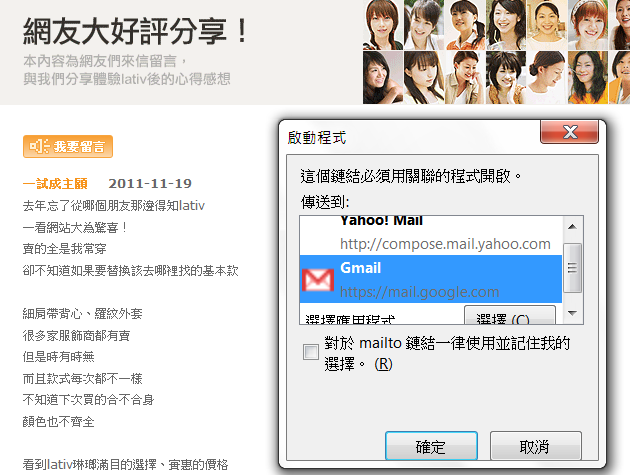 網友大好評分享！
本內容為網友們來信留言，
與我們分享體驗lativ後的心得感想
我要留言
一試成主顧 2011-11-19
去年忘了從哪個朋友那邊得知lativ
一看網站大為驚喜！
賣的全是我常穿
卻不知道如果要替換該去哪裡找的基本款
細肩帶背心、羅紋外套
很多家服飾商都有賣
但是時有時無
而且款式每次都不一樣
不知道下次買的合不合身
顏色也不齊全
看到lativ琳瑯滿目的選擇、實惠的價格
啟動程式
這個鏈結必須用關聯的程式開啟。
傳送到:
Yahoo! Mail
http://compose.mail.yahoo.com
Gmail
https://mail.google.com
選擇應用程式
選擇 (C)
對於 mailto 鏈結一律使用並記住我的
選擇。 (R)
確定
取消